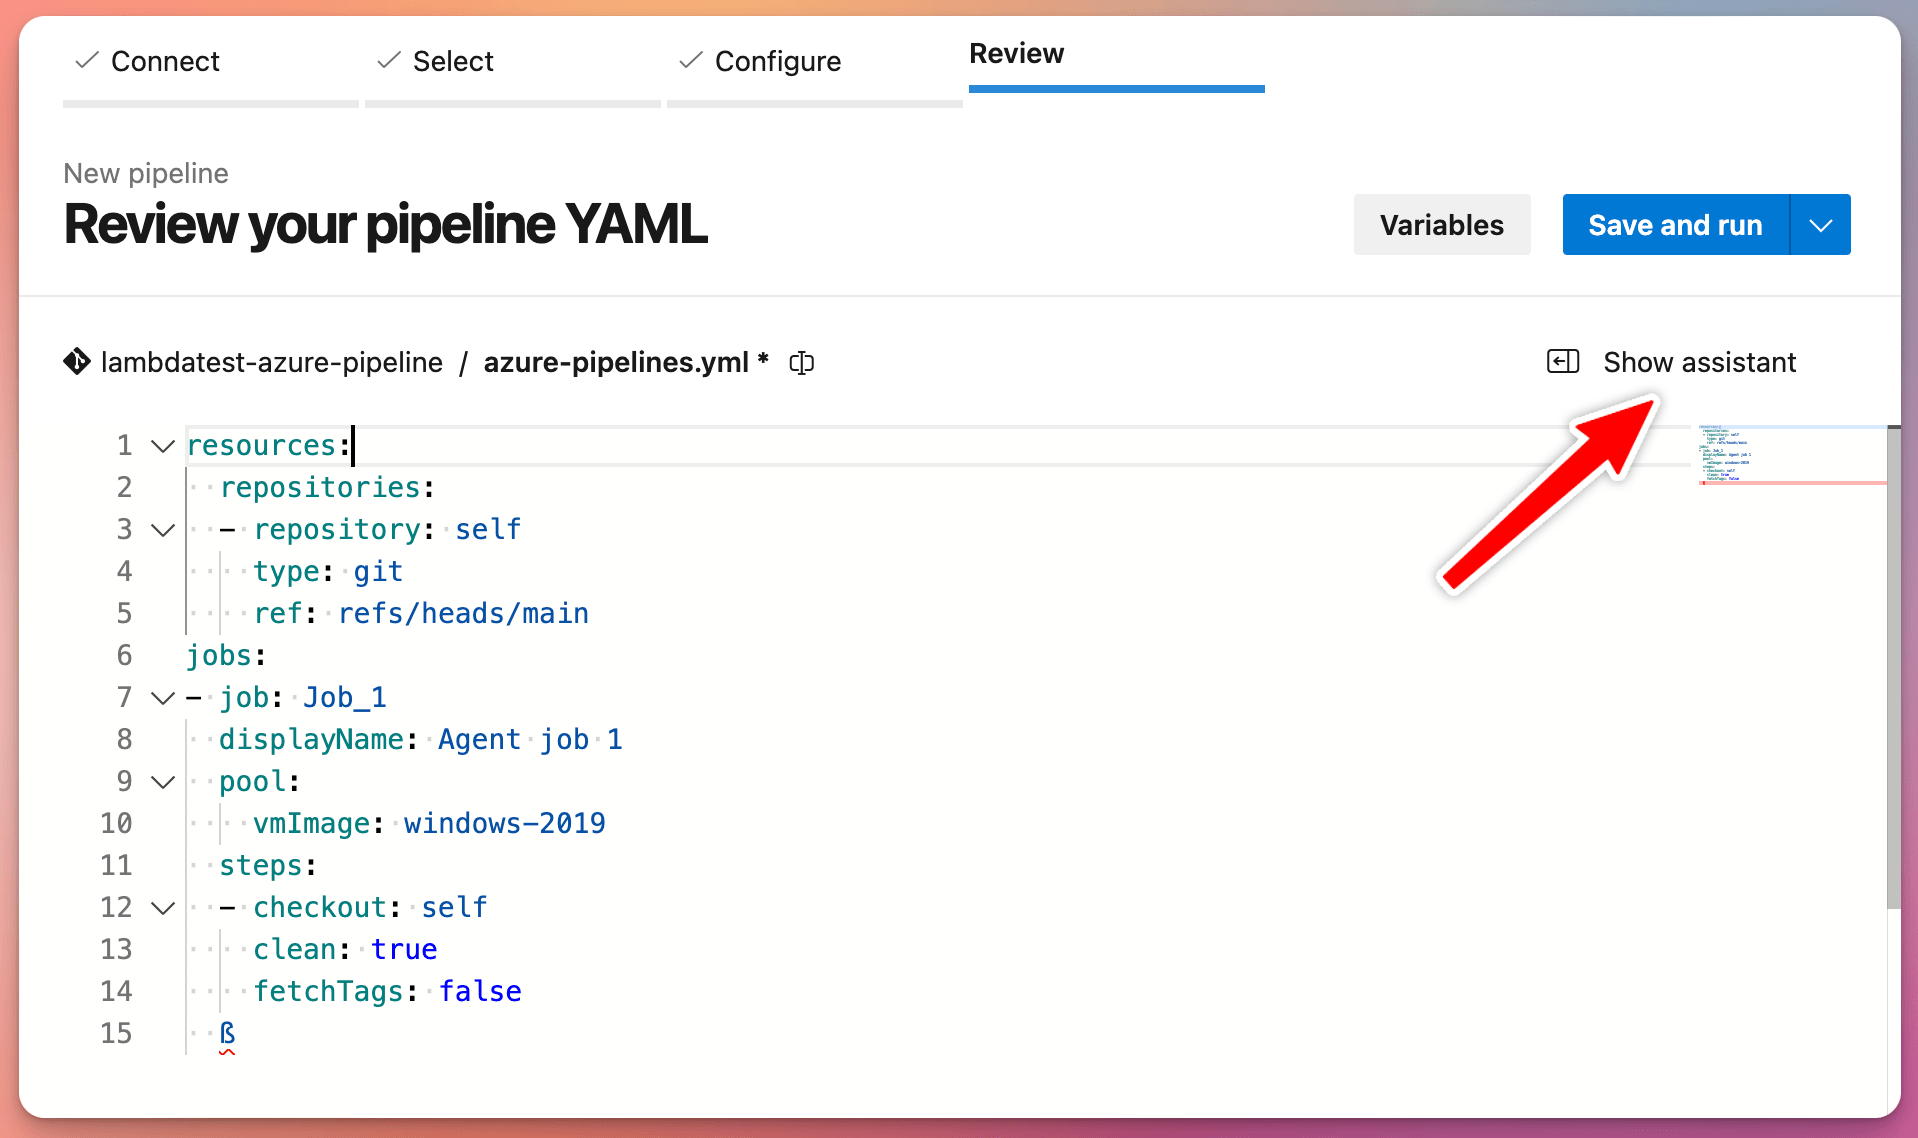 Connect
Select
Configure
Review
New pipeline
Review your pipeline YAML
Variables
Save and run
lambdatest-azure-pipeline / azure-pipelines.yml *
Show assistant
1 resources:
2 repositories:
3 - repository: self
4 type: git
5 ref: refs/heads/main
6 jobs:
7 - job: Job_1
8 displayName: Agent job 1
9 pool:
10 vmImage: windows-2019
11 steps:
12 - checkout: self
13 clean: true
14 fetchTags: false
15 ß